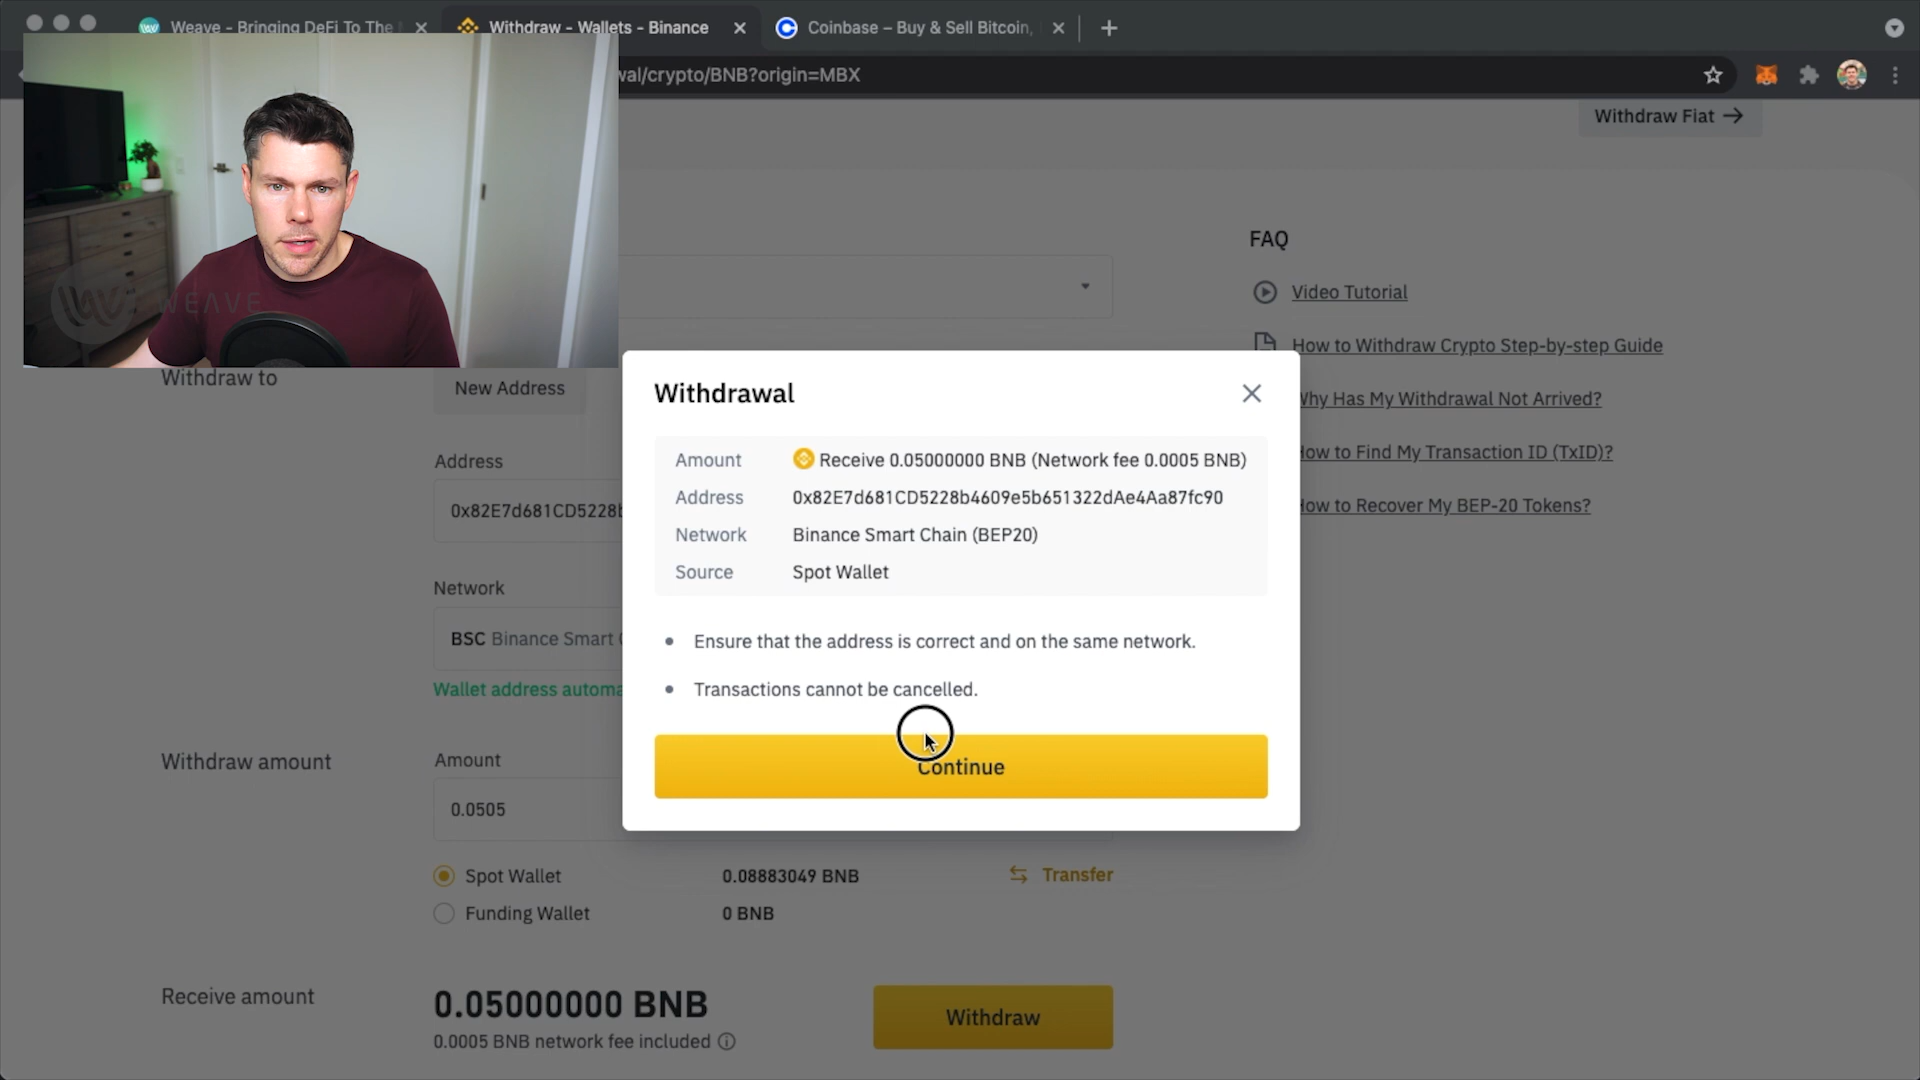 Weave - Bringing DeFi To The
Withdraw - Wallets - Binance
Coinbase – Buy & Sell Bitcoin,
val/crypto/BNB?origin=MBX
Withdraw Fiat →
WEAVE
FAQ
Video Tutorial
How to Withdraw Crypto Step-by-step Guide
Why Has My Withdrawal Not Arrived?
How to Find My Transaction ID (TxID)?
How to Recover My BEP-20 Tokens?
Withdraw to
New Address
Address
0x82E7d681CD5228b
Network
BSC Binance Smart
Wallet address automa
Withdrawal
Amount Receive 0.05000000 BNB (Network fee 0.0005 BNB)
Address 0x82E7d681CD5228b4609e5b651322dAe4Aa87fc90
Network Binance Smart Chain (BEP20)
Source Spot Wallet
• Ensure that the address is correct and on the same network.
• Transactions cannot be cancelled.
Continue
Withdraw amount
Amount
0.0505
Spot Wallet 0.08883049 BNB Transfer
Funding Wallet 0 BNB
Receive amount
0.05000000 BNB
0.0005 BNB network fee included
Withdraw